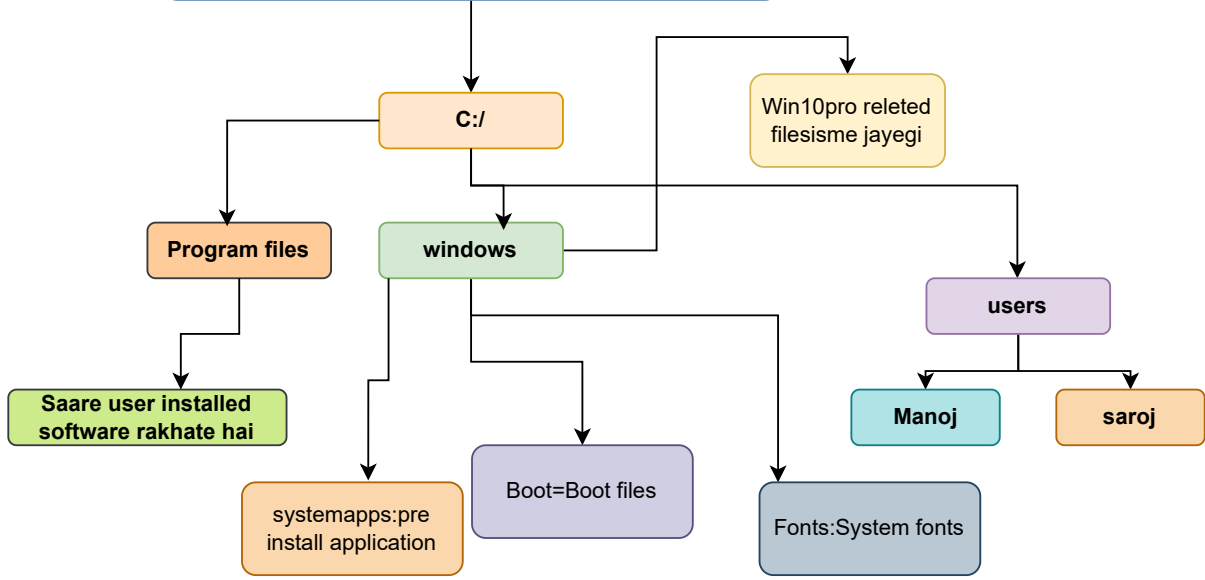 C:/
Win10pro releted
filesisme jayegi
Program files
windows
users
Saare user installed
software rakhate hai
Manoj
saroj
systemapps:pre
install application
Boot=Boot files
Fonts:System fonts